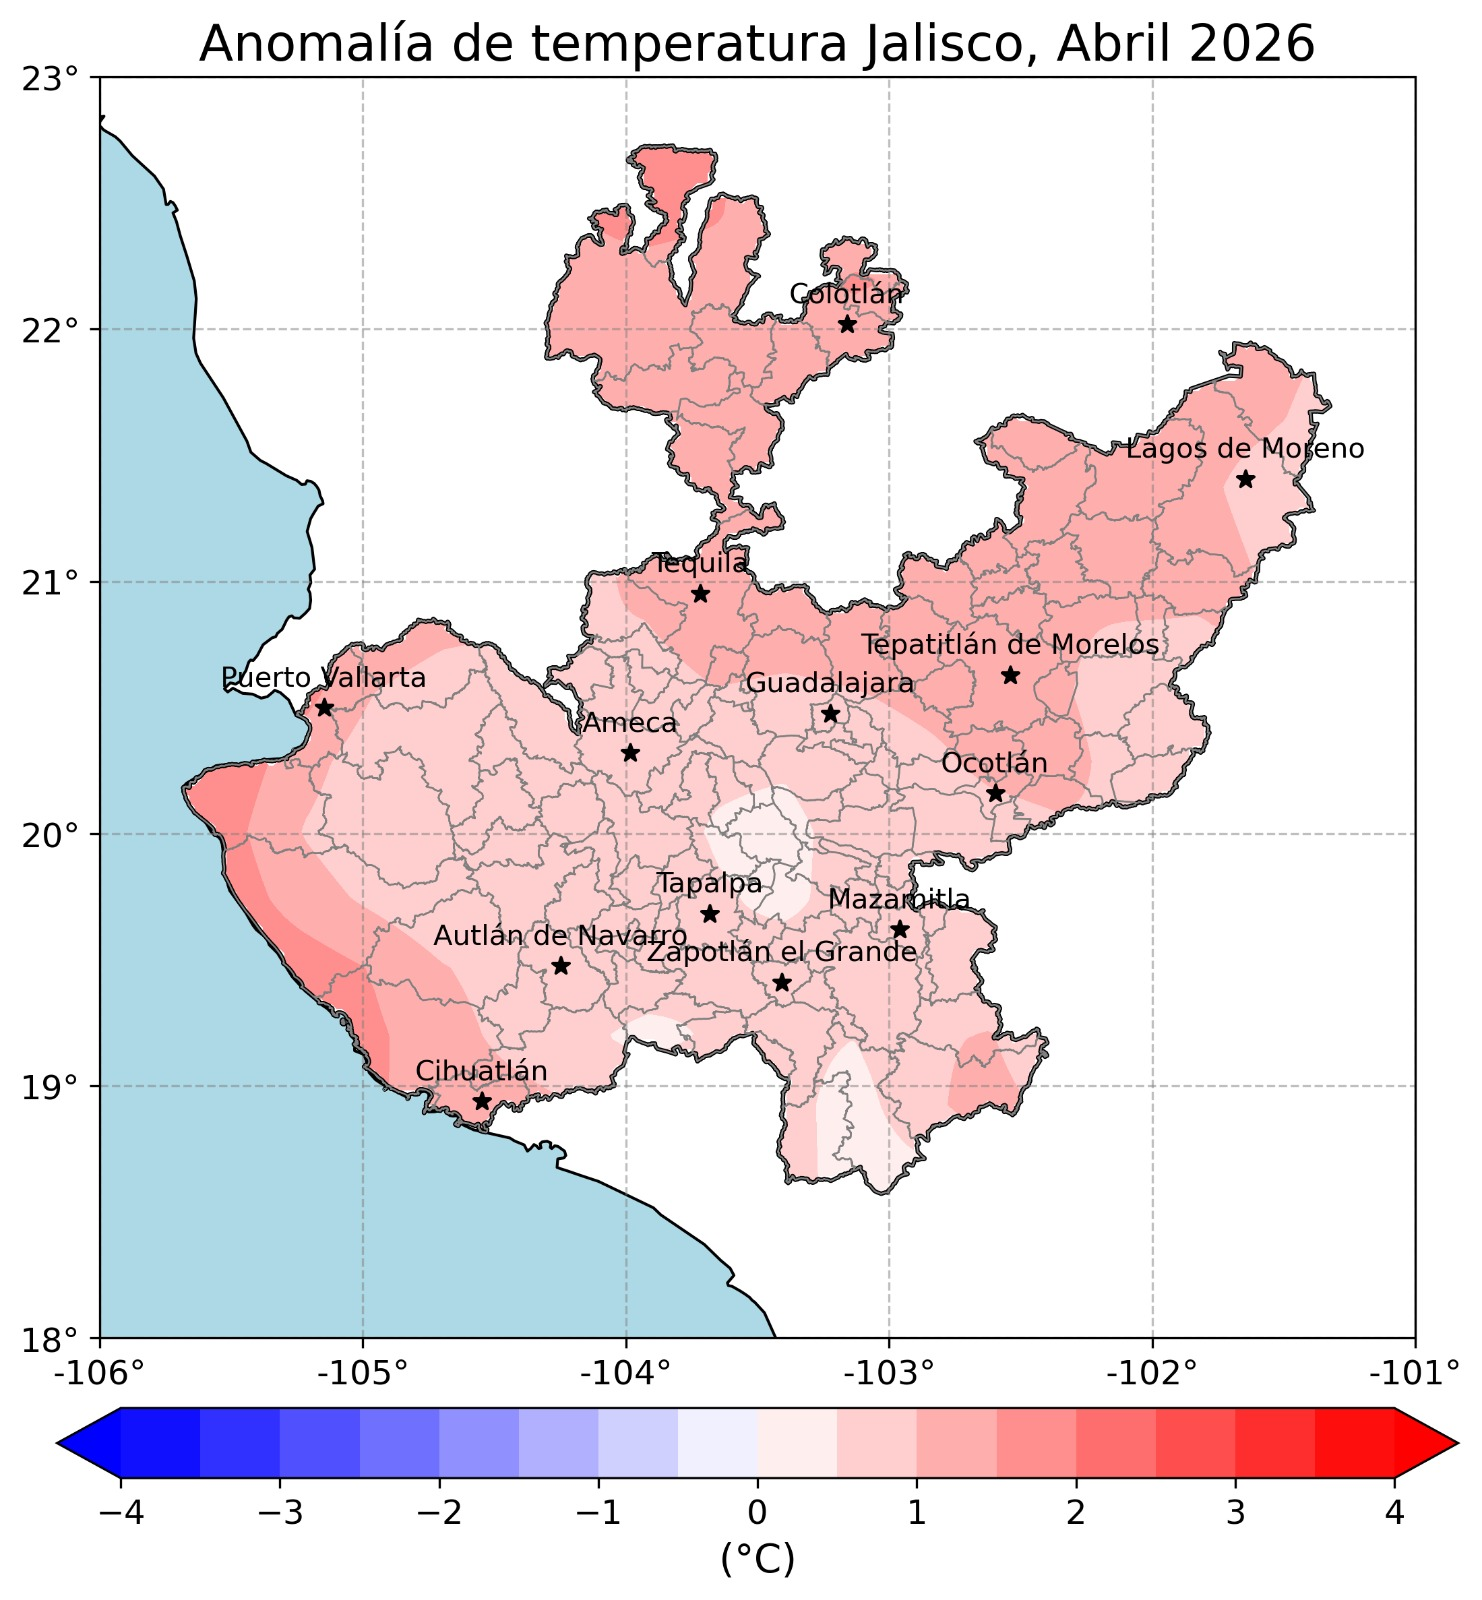 Anomalía de temperatura Jalisco, Abril 2026
23°
22°
21°
20°
19°
18°
Colotlán
Lagos de Moreno
Tequila
Tepatitlán de Morelos
Puerto Vallarta
Guadalajara
Ameca
Ocotlán
Tapalpa
Mazamitla
Autlán de Navarro
Zapotlán el Grande
Cihuatlán
-106° -105° -104° -103° -102° -101°
−4 −3 −2 −1 0 1 2 3 4
(°C)